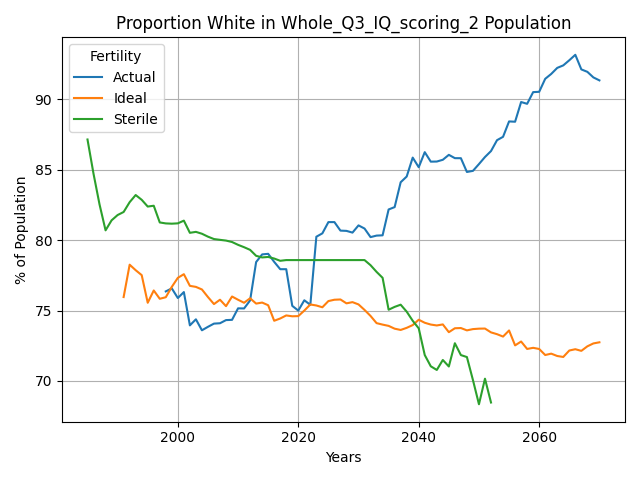 Proportion White in Whole_Q3_IQ_scoring_2 Population
Fertility
Actual
Ideal
Sterile
% of Population
90
85
80
75
70
2000
2020
2040
2060
Years